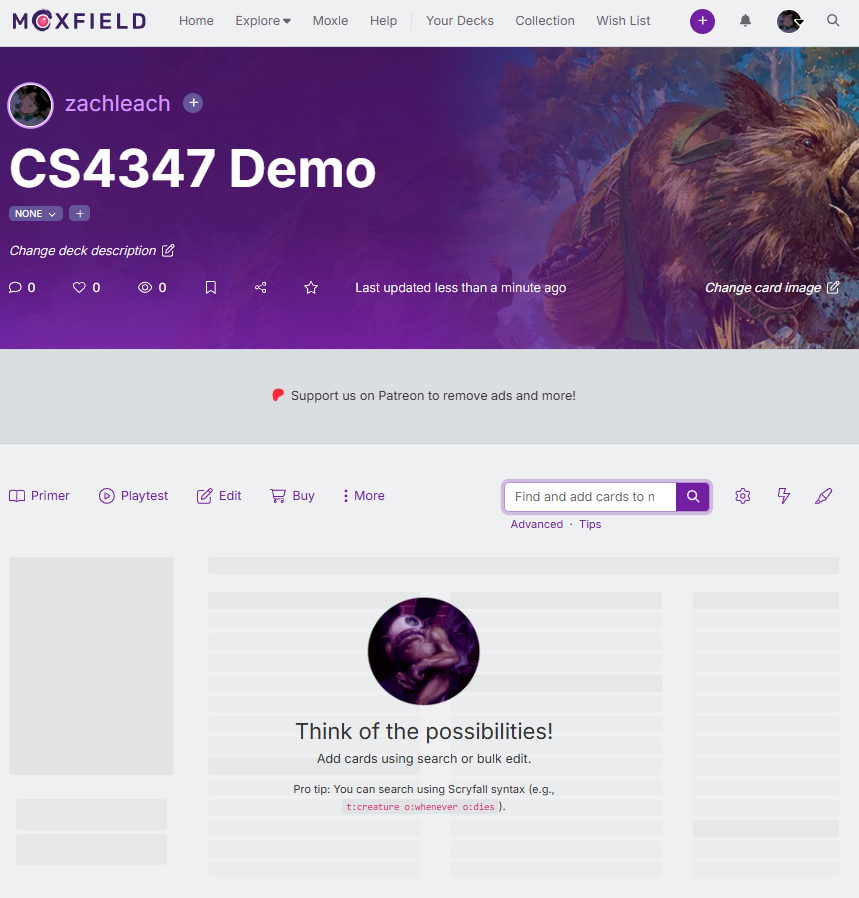 MOXFIELD Home Explore Moxle Help Your Decks Collection Wish List
zachleach
CS4347 Demo
NONE
Change deck description
0 0 0 Last updated less than a minute ago Change card image
Support us on Patreon to remove ads and more!
Primer Playtest Edit Buy More Find and add cards to n
Advanced · Tips
Think of the possibilities!
Add cards using search or bulk edit.
Pro tip: You can search using Scryfall syntax (e.g.,
t:creature o:whenever o:dies ).